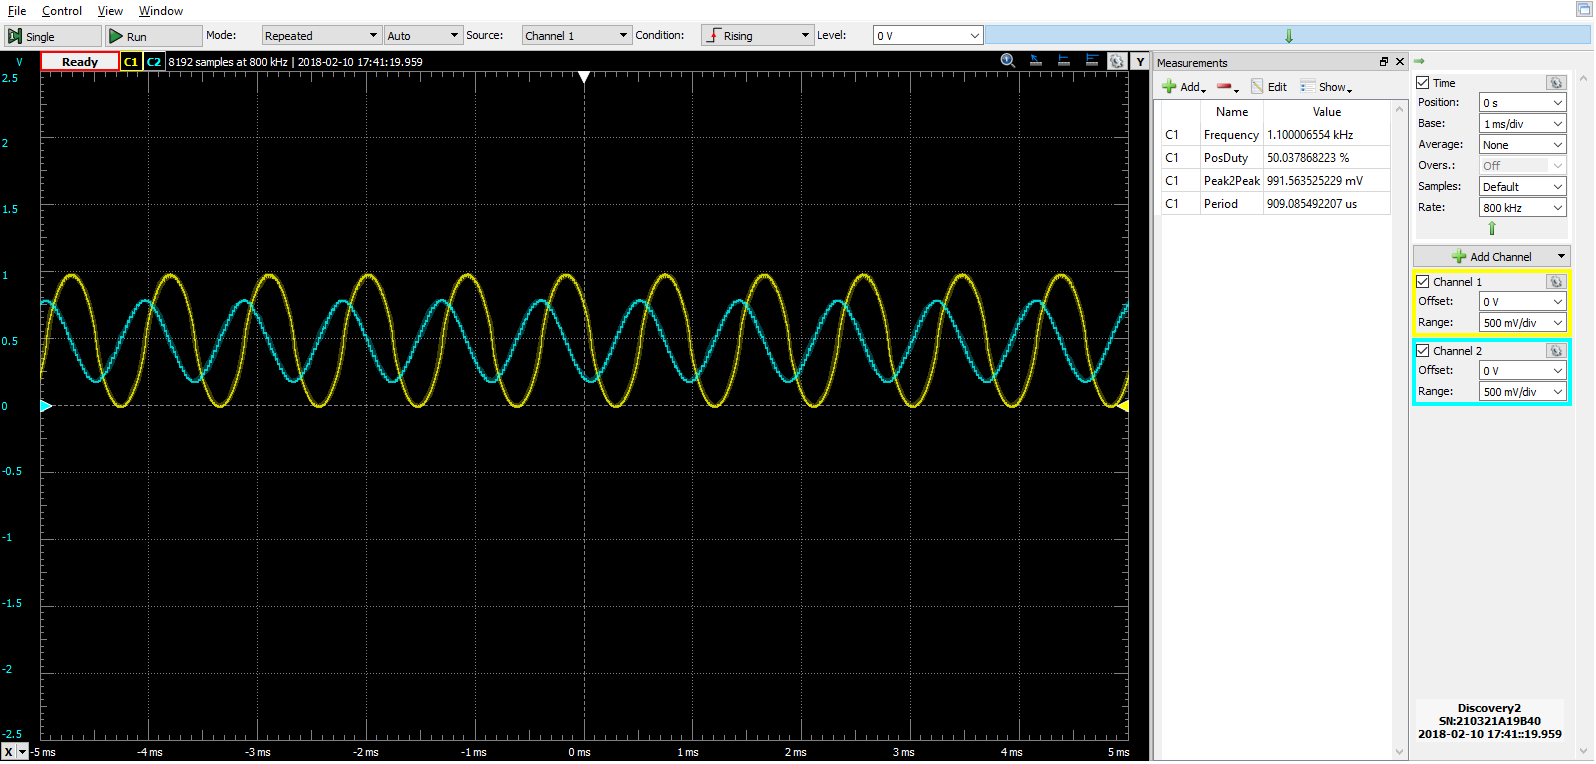 File Control View Window
Single Run Mode: Repeated Auto Source: Channel 1 Condition: Rising Level: 0 V
V Ready C1 C2 8192 samples at 800 kHz | 2018-02-10 17:41:19.959 Y
2.5
2
1.5
1
0.5
0
-0.5
-1
-1.5
-2
-2.5
X -5 ms -4 ms -3 ms -2 ms -1 ms 0 ms 1 ms 2 ms 3 ms 4 ms 5 ms
Measurements
Add Edit Show
Name Value
C1 Frequency 1.100006554 kHz
C1 PosDuty 50.037868223 %
C1 Peak2Peak 991.563525229 mV
C1 Period 909.085492207 us
Time
Position: 0 s
Base: 1 ms/div
Average: None
Overs.: Off
Samples: Default
Rate: 800 kHz
Add Channel
Channel 1
Offset: 0 V
Range: 500 mV/div
Channel 2
Offset: 0 V
Range: 500 mV/div
Discovery2
SN:210321A19B40
2018-02-10 17:41::19.959